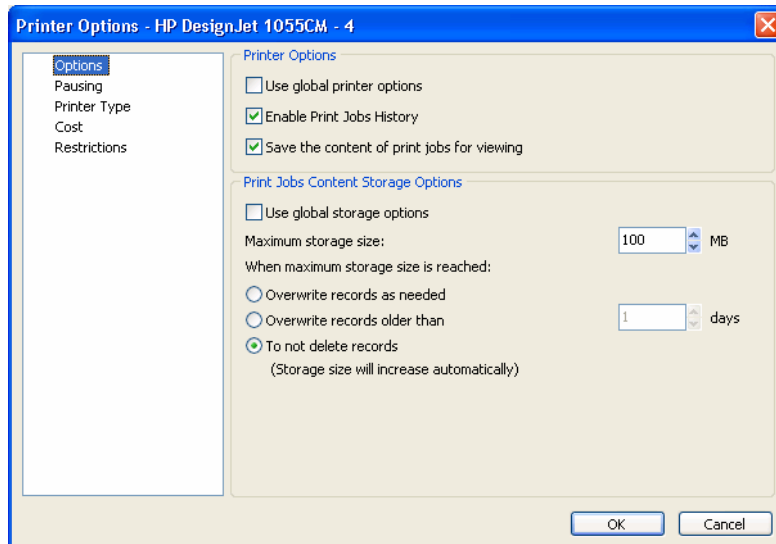 Printer Options - HP DesignJet 1055CM - 4
Options
Pausing
Printer Type
Cost
Restrictions
Printer Options
Use global printer options
Enable Print Jobs History
Save the content of print jobs for viewing
Print Jobs Content Storage Options
Use global storage options
Maximum storage size: 100 MB
When maximum storage size is reached:
Overwrite records as needed
Overwrite records older than 1 days
To not delete records
(Storage size will increase automatically)
OK Cancel